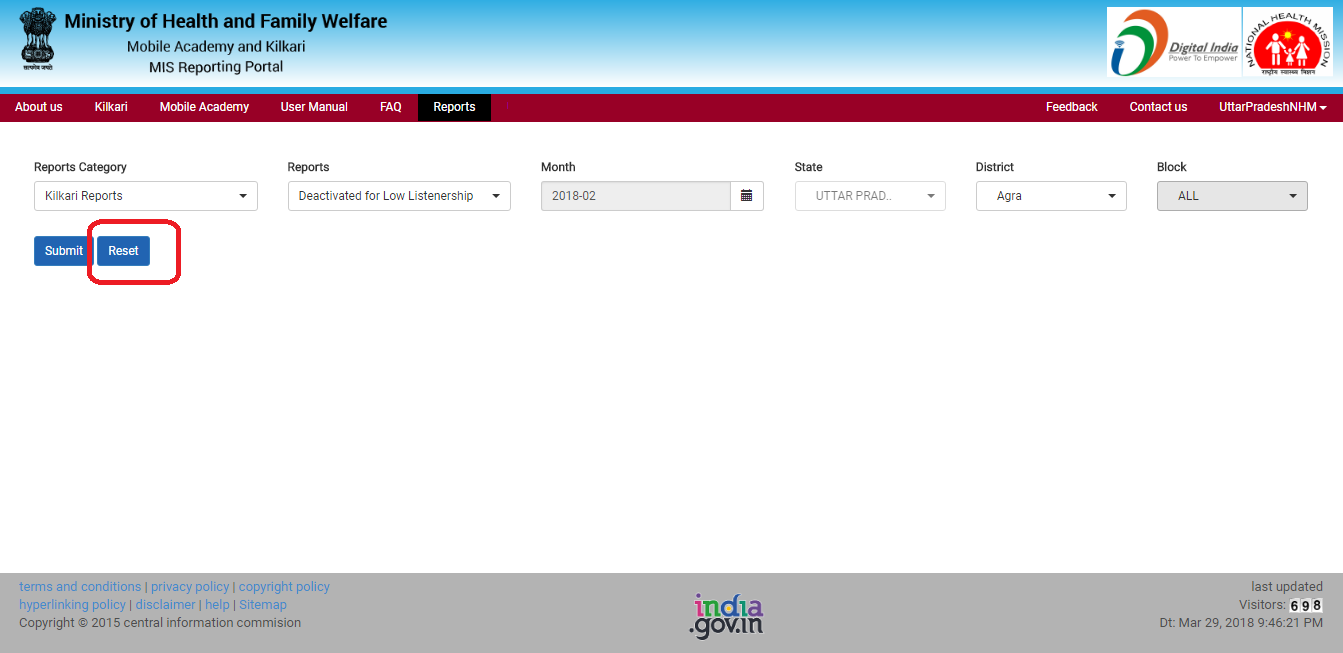 Ministry of Health and Family Welfare
Mobile Academy and Kilkari
MIS Reporting Portal
सत्यमेव जयते
Digital India
Power To Empower
NATIONAL HEALTH MISSION
राष्ट्रीय स्वास्थ्य मिशन
About us Kilkari Mobile Academy User Manual FAQ Reports Feedback Contact us UttarPradeshNHM
Reports Category Reports Month State District Block
Kilkari Reports Deactivated for Low Listenership 2018-02 UTTAR PRAD.. Agra ALL
Submit Reset
terms and conditions | privacy policy | copyright policy
hyperlinking policy | disclaimer | help | Sitemap
Copyright © 2015 central information commision
india
.gov.in
last updated
Visitors: 698
Dt: Mar 29, 2018 9:46:21 PM